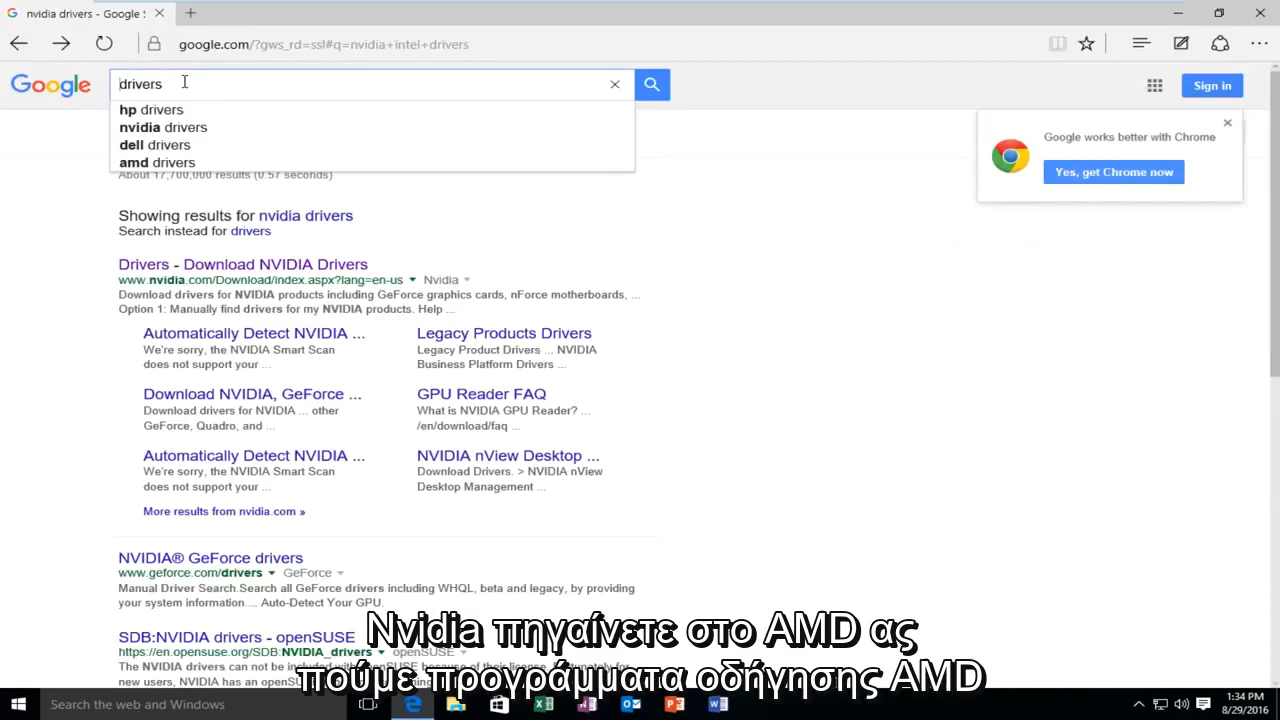 nvidia drivers - Google S
google.com/?gws_rd=ssl#q=nvidia+intel+drivers
Google
drivers
Sign in
hp drivers
nvidia drivers
dell drivers
amd drivers
Google works better with Chrome
Yes, get Chrome now
About 17,700,000 results (0.57 seconds)
Showing results for nvidia drivers
Search instead for drivers
Drivers - Download NVIDIA Drivers
www.nvidia.com/Download/index.aspx?lang=en-us Nvidia
Download drivers for NVIDIA products including GeForce graphics cards, nForce motherboards, ...
Option 1: Manually find drivers for my NVIDIA products. Help ...
Automatically Detect NVIDIA ...
We're sorry, the NVIDIA Smart Scan
does not support your ...
Legacy Products Drivers
Legacy Product Drivers ... NVIDIA
Business Platform Drivers ...
Download NVIDIA, GeForce ...
Download drivers for NVIDIA ... other
GeForce, Quadro, and ...
GPU Reader FAQ
What is NVIDIA GPU Reader? ...
/en/download/faq ...
Automatically Detect NVIDIA ...
We're sorry, the NVIDIA Smart Scan
does not support your ...
NVIDIA nView Desktop ...
Download Drivers. > NVIDIA nView
Desktop Management ...
More results from nvidia.com »
NVIDIA® GeForce drivers
www.geforce.com/drivers GeForce
Manual Driver Search.Search all GeForce drivers including WHQL, beta and legacy, by providing
your system information.... Auto-Detect Your GPU.
SDB:NVIDIA drivers - openSUSE
https://en.opensuse.org/SDB:NVIDIA_drivers openSUSE
The NVIDIA drivers can not be included with openSUSE because of their license.
NVIDIA has an openSUSE
Nvidia πηγαίνετε στο AMD ας
πούμε προγράμματα οδήγησης AMD
Search the web and Windows
1:34 PM
8/29/2016